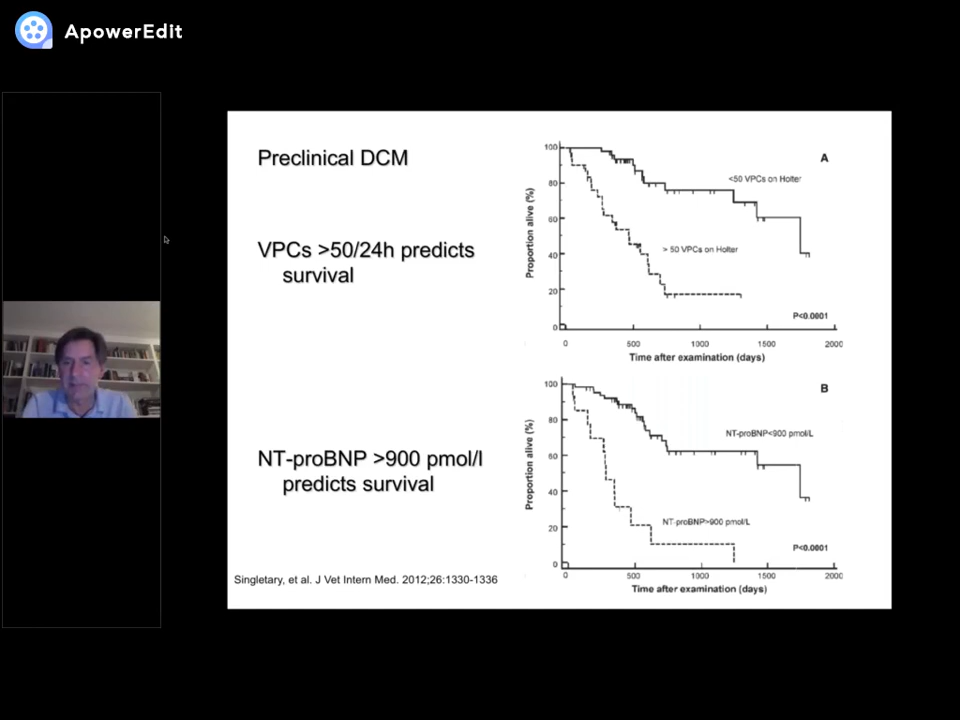 ApowerEdit
Preclinical DCM
VPCs >50/24h predicts
survival
NT-proBNP >900 pmol/l
predicts survival
Singletary, et al. J Vet Intern Med. 2012;26:1330-1336
A
Proportion alive (%)
100
80
60
40
20
0
<50 VPCs on Holter
> 50 VPCs on Holter
P<0.0001
0 500 1000 1500 2000
Time after examination (days)
B
Proportion alive (%)
100
80
60
40
20
0
NT-proBNP<900 pmol/L
NT-proBNP>900 pmol/L
P<0.0001
0 500 1000 1500 2000
Time after examination (days)